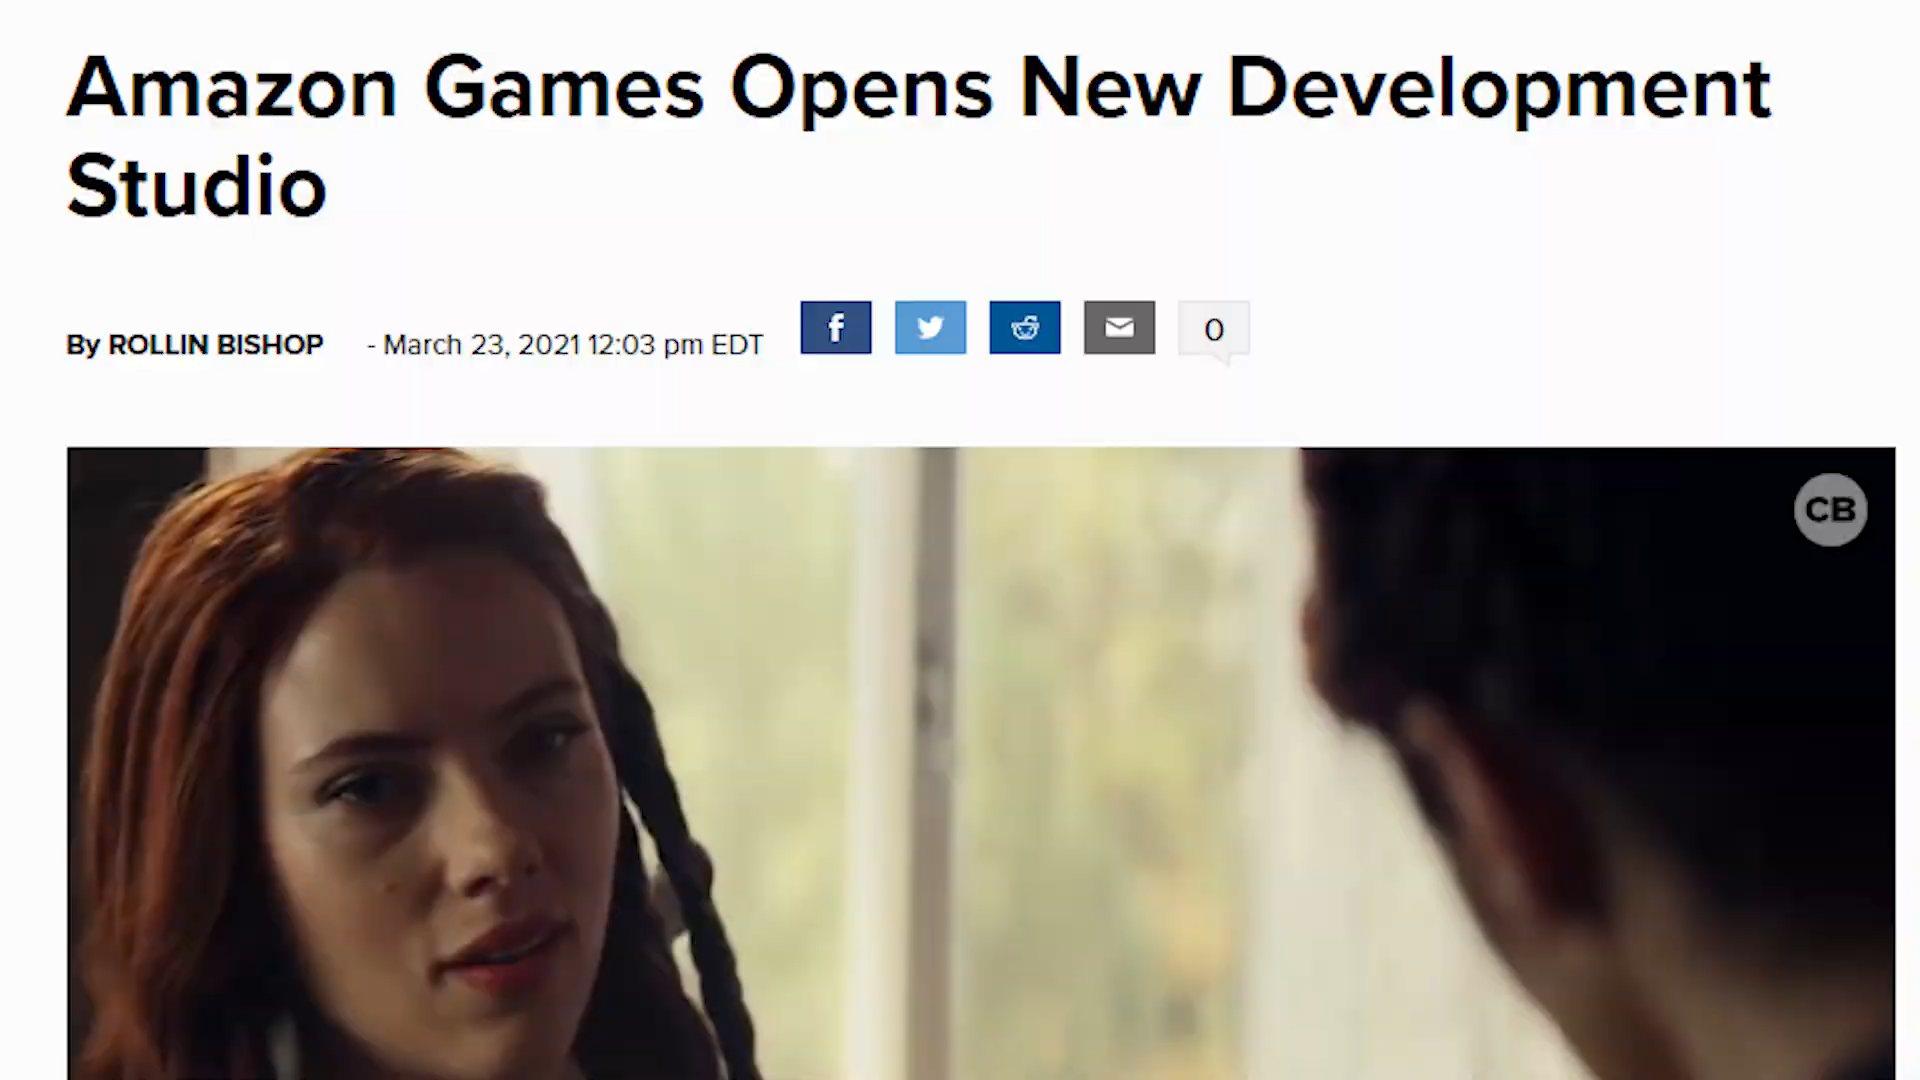 Amazon Games Opens New Development
Studio
By ROLLIN BISHOP - March 23, 2021 12:03 pm EDT
f
0
CB